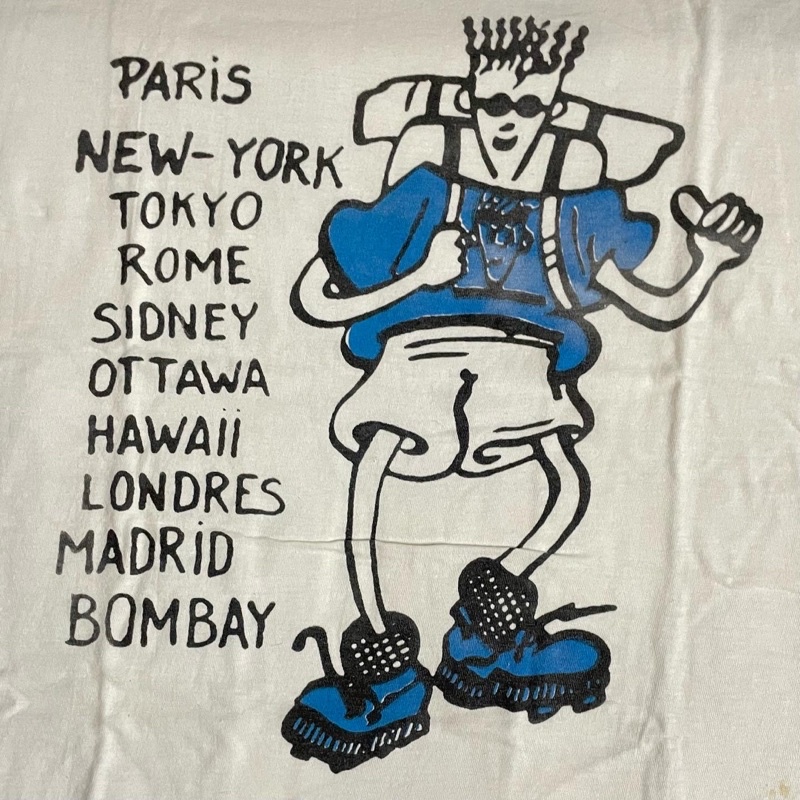 PARiS
NEW-YORK
TOKYO
ROME
SIDNEY
OTTAWA
HAWAii
LONDRES
MADRiD
BOMBAY